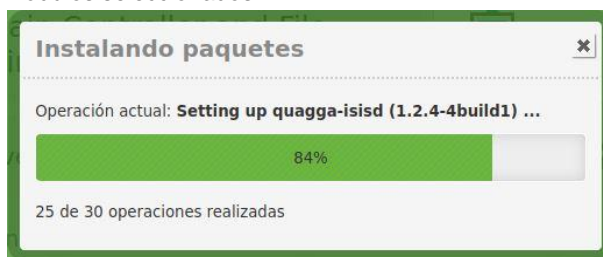 Instalando paquetes
Operación actual: Setting up quagga-isisd (1.2.4-4build1) ...
84%
25 de 30 operaciones realizadas